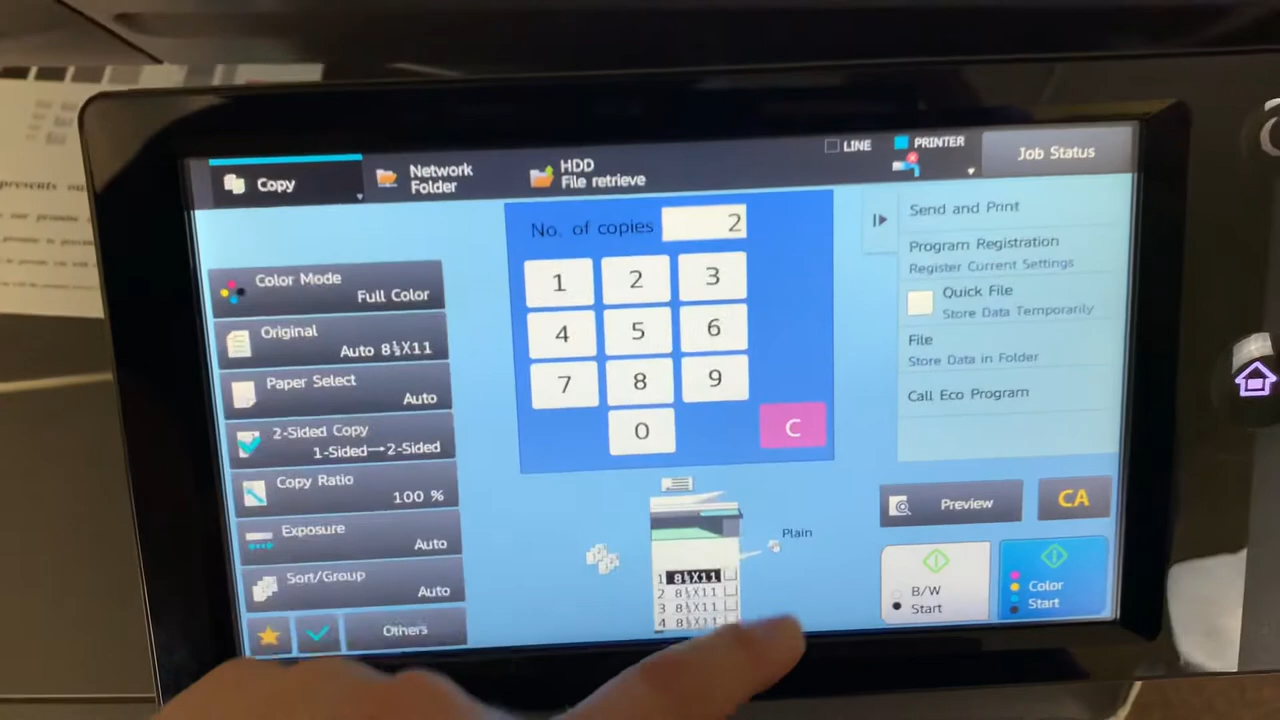 Copy
Network
Folder
HDD
File retrieve
LINE
PRINTER
Job Status
Color Mode
Full Color
Original
Auto 8½X11
Paper Select
Auto
2-Sided Copy
1-Sided→2-Sided
Copy Ratio
100 %
Exposure
Auto
Sort/Group
Auto
Others
No. of copies 2
1 2 3
4 5 6
7 8 9
0 C
Plain
1 8½X11
2 8½X11
3 8½X11
4 8½X11
Send and Print
Program Registration
Register Current Settings
Quick File
Store Data Temporarily
File
Store Data in Folder
Call Eco Program
Preview
CA
B/W
Start
Color
Start